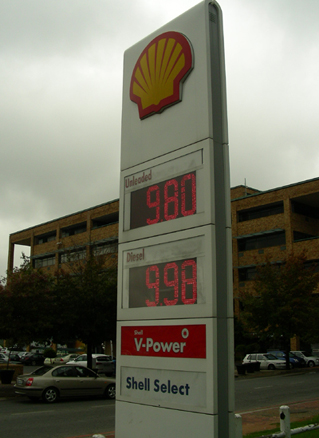 Unleaded
980
Diesel
998
Shell
V-Power
Shell Select